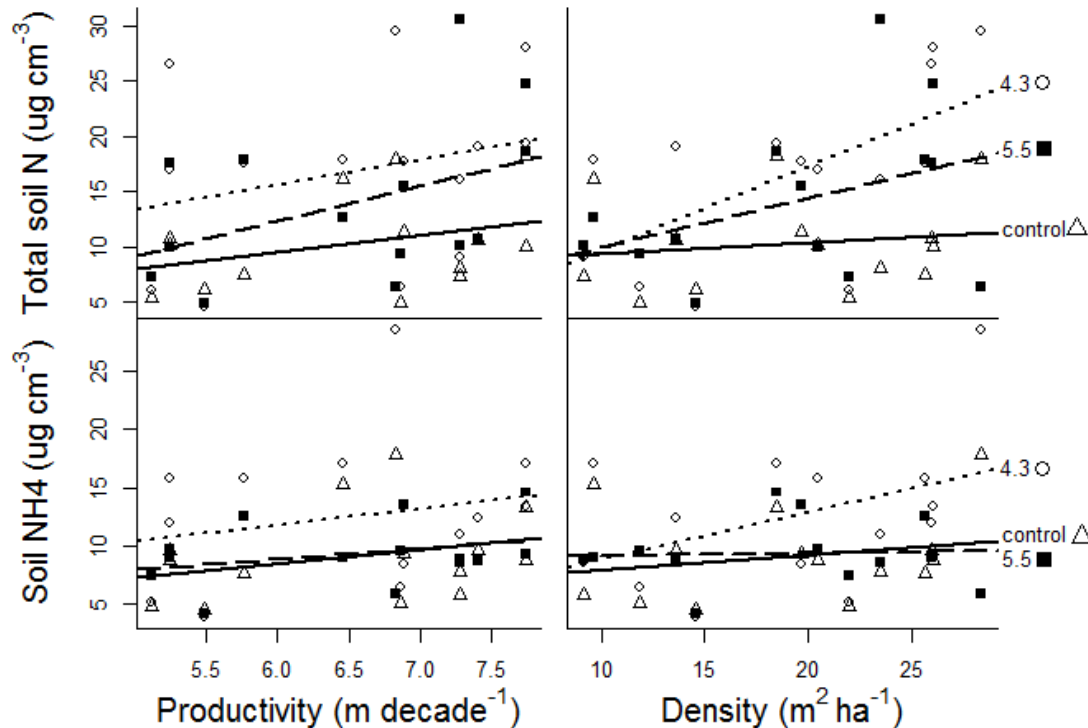 Total soil N (ug cm⁻³)
30
25
20
15
10
5
4.3
5.5
control
Soil NH4 (ug cm⁻³)
25
20
15
10
5
4.3
control
5.5
5.5 6.0 6.5 7.0 7.5
10 15 20 25
Productivity (m decade⁻¹)
Density (m² ha⁻¹)